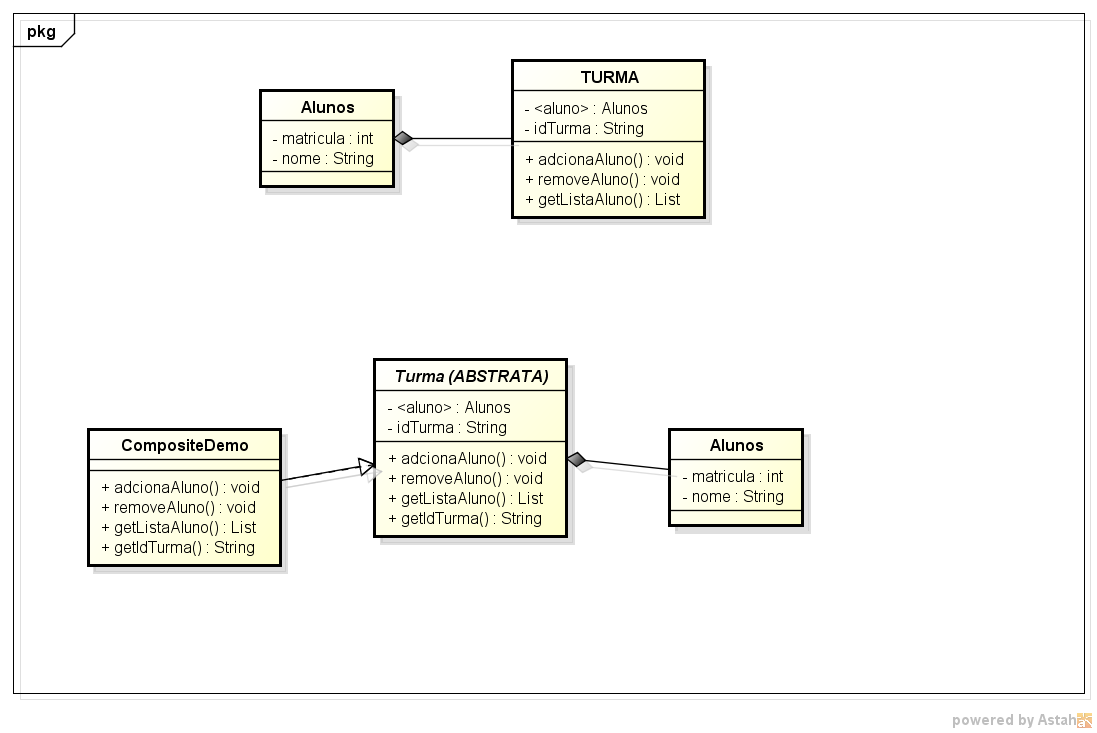 pkg
TURMA
- <aluno> : Alunos
- idTurma : String
+ adcionaAluno() : void
+ removeAluno() : void
+ getListaAluno() : List
Alunos
- matricula : int
- nome : String
Turma (ABSTRATA)
- <aluno> : Alunos
- idTurma : String
+ adcionaAluno() : void
+ removeAluno() : void
+ getListaAluno() : List
+ getIdTurma() : String
CompositeDemo
+ adcionaAluno() : void
+ removeAluno() : void
+ getListaAluno() : List
+ getIdTurma() : String
Alunos
- matricula : int
- nome : String
powered by Astah